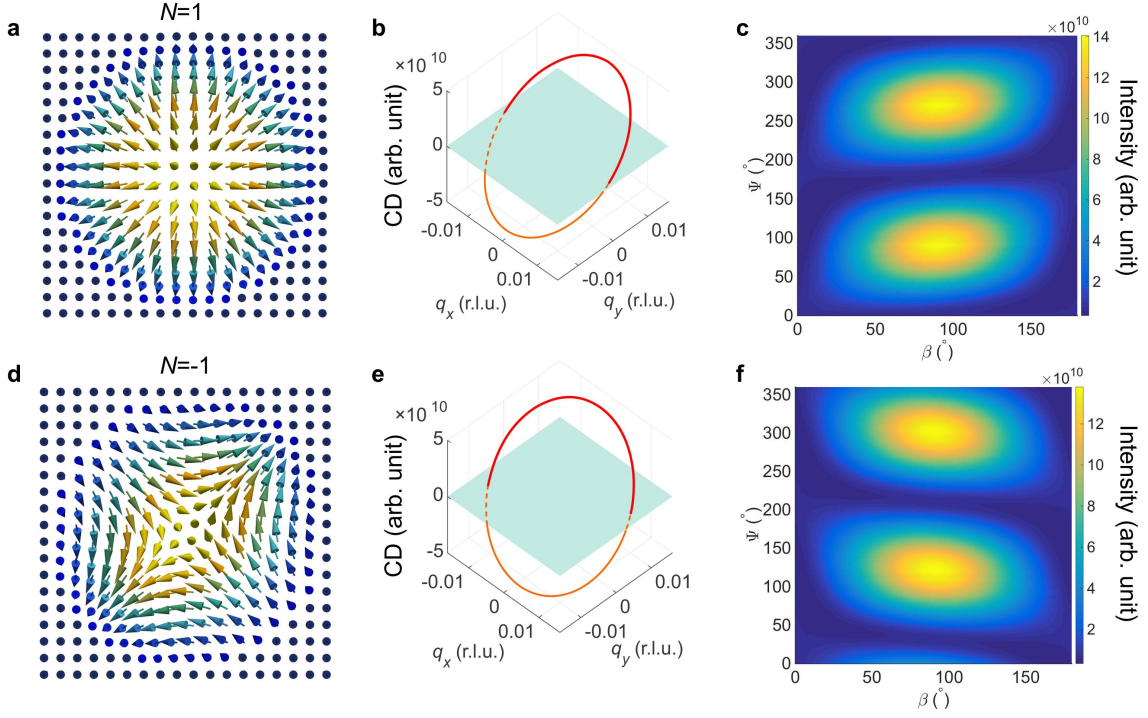 N=1
a
b
c
×10 10
5
0
-5
CD (arb. unit)
-0.01
0
0.01
qx (r.l.u.)
0.01
0
-0.01
qy (r.l.u.)
×10 10
350
300
250
200
150
100
50
0
Ψ (°)
0
50
100
150
β (°)
14
12
10
8
6
4
2
Intensity (arb. unit)
N=-1
d
e
f
×10 10
5
0
-5
CD (arb. unit)
-0.01
0
0.01
qx (r.l.u.)
0.01
0
-0.01
qy (r.l.u.)
×10 10
350
300
250
200
150
100
50
0
Ψ (°)
0
50
100
150
β (°)
12
10
8
6
4
2
Intensity (arb. unit)